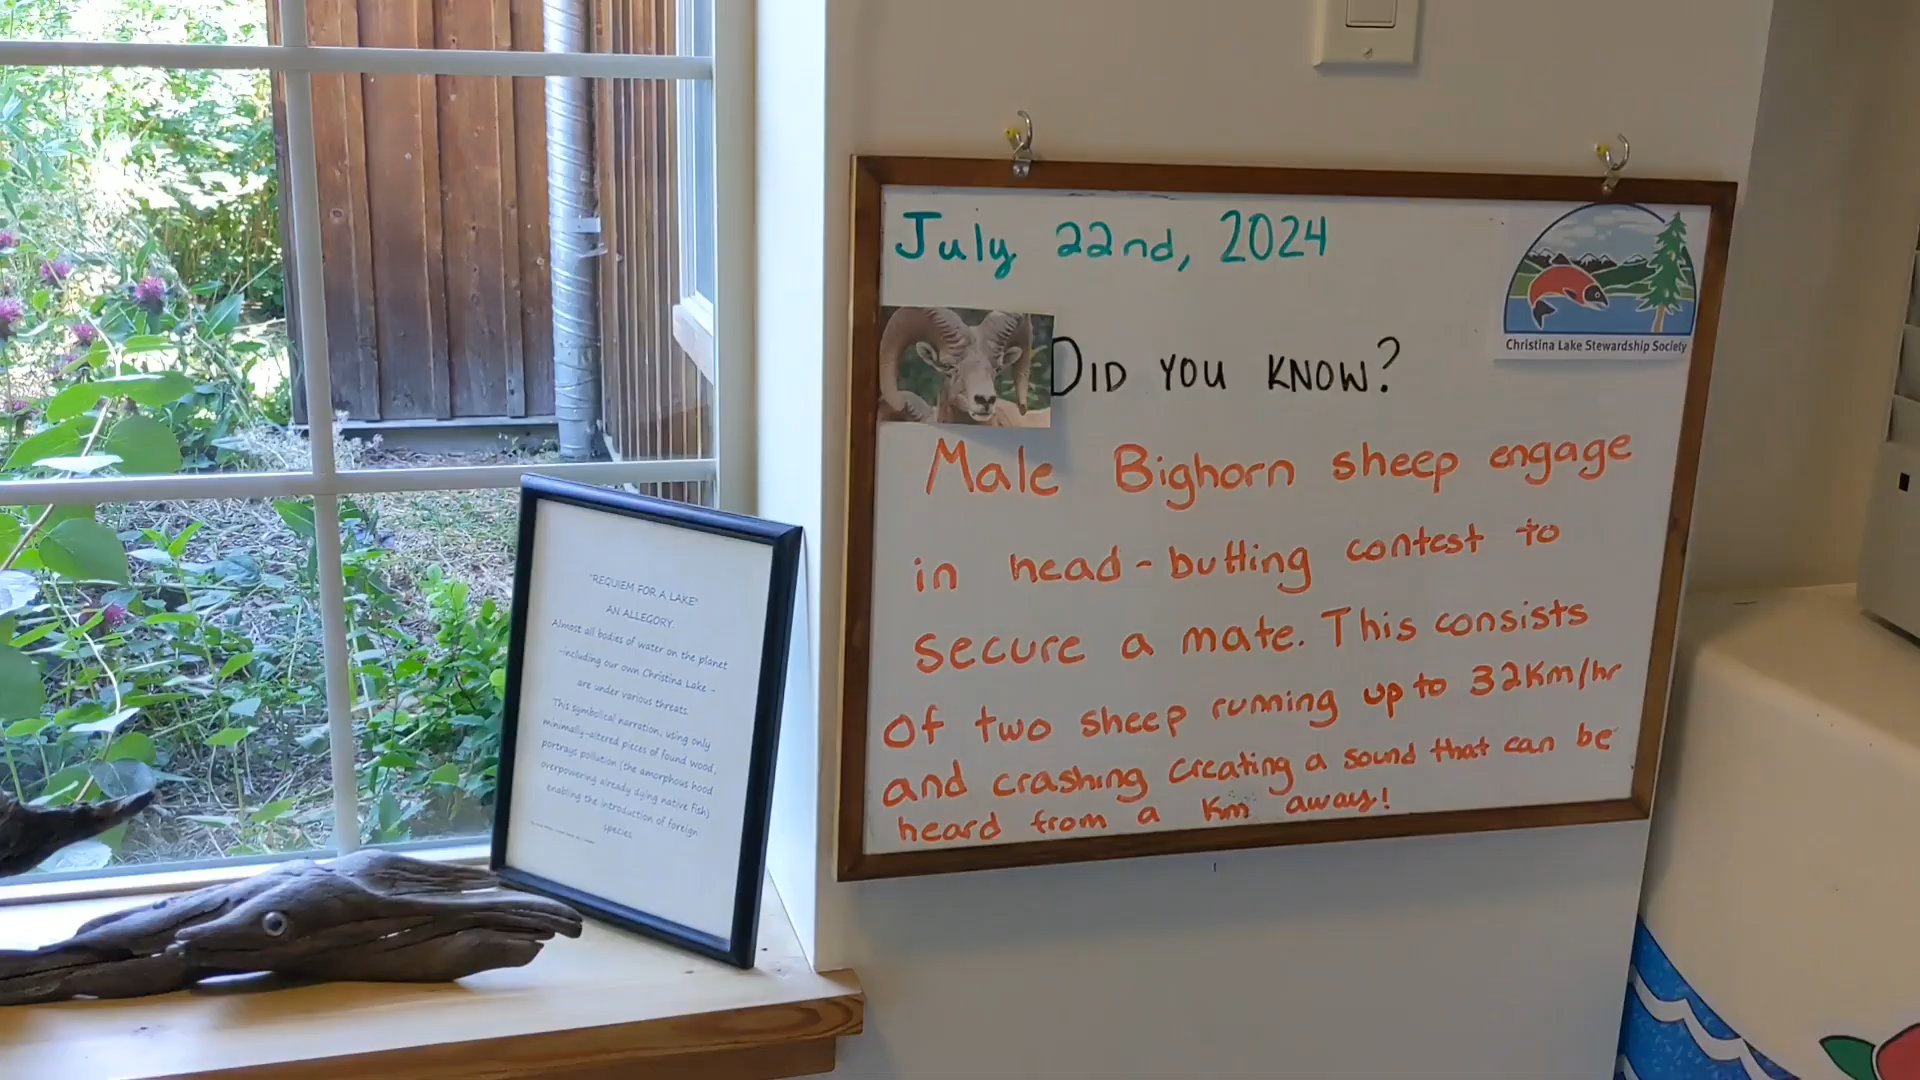 July 22nd, 2024
Christina Lake Stewardship Society
DID YOU KNOW?
Male Bighorn sheep engage
in head-butting contest to
secure a mate. This consists
of two sheep running up to 32Km/hr
and crashing creating a sound that can be
heard from a Km away!
"REQUIEM FOR A LAKE"
AN ALLEGORY.
Almost all bodies of water on the planet
-including our own Christina Lake -
are under various threats.
This symbolical narration, using only
minimally-altered pieces of found wood,
portrays pollution (the amorphous hood
overpowering already dying native fish)
enabling the introduction of foreign
species